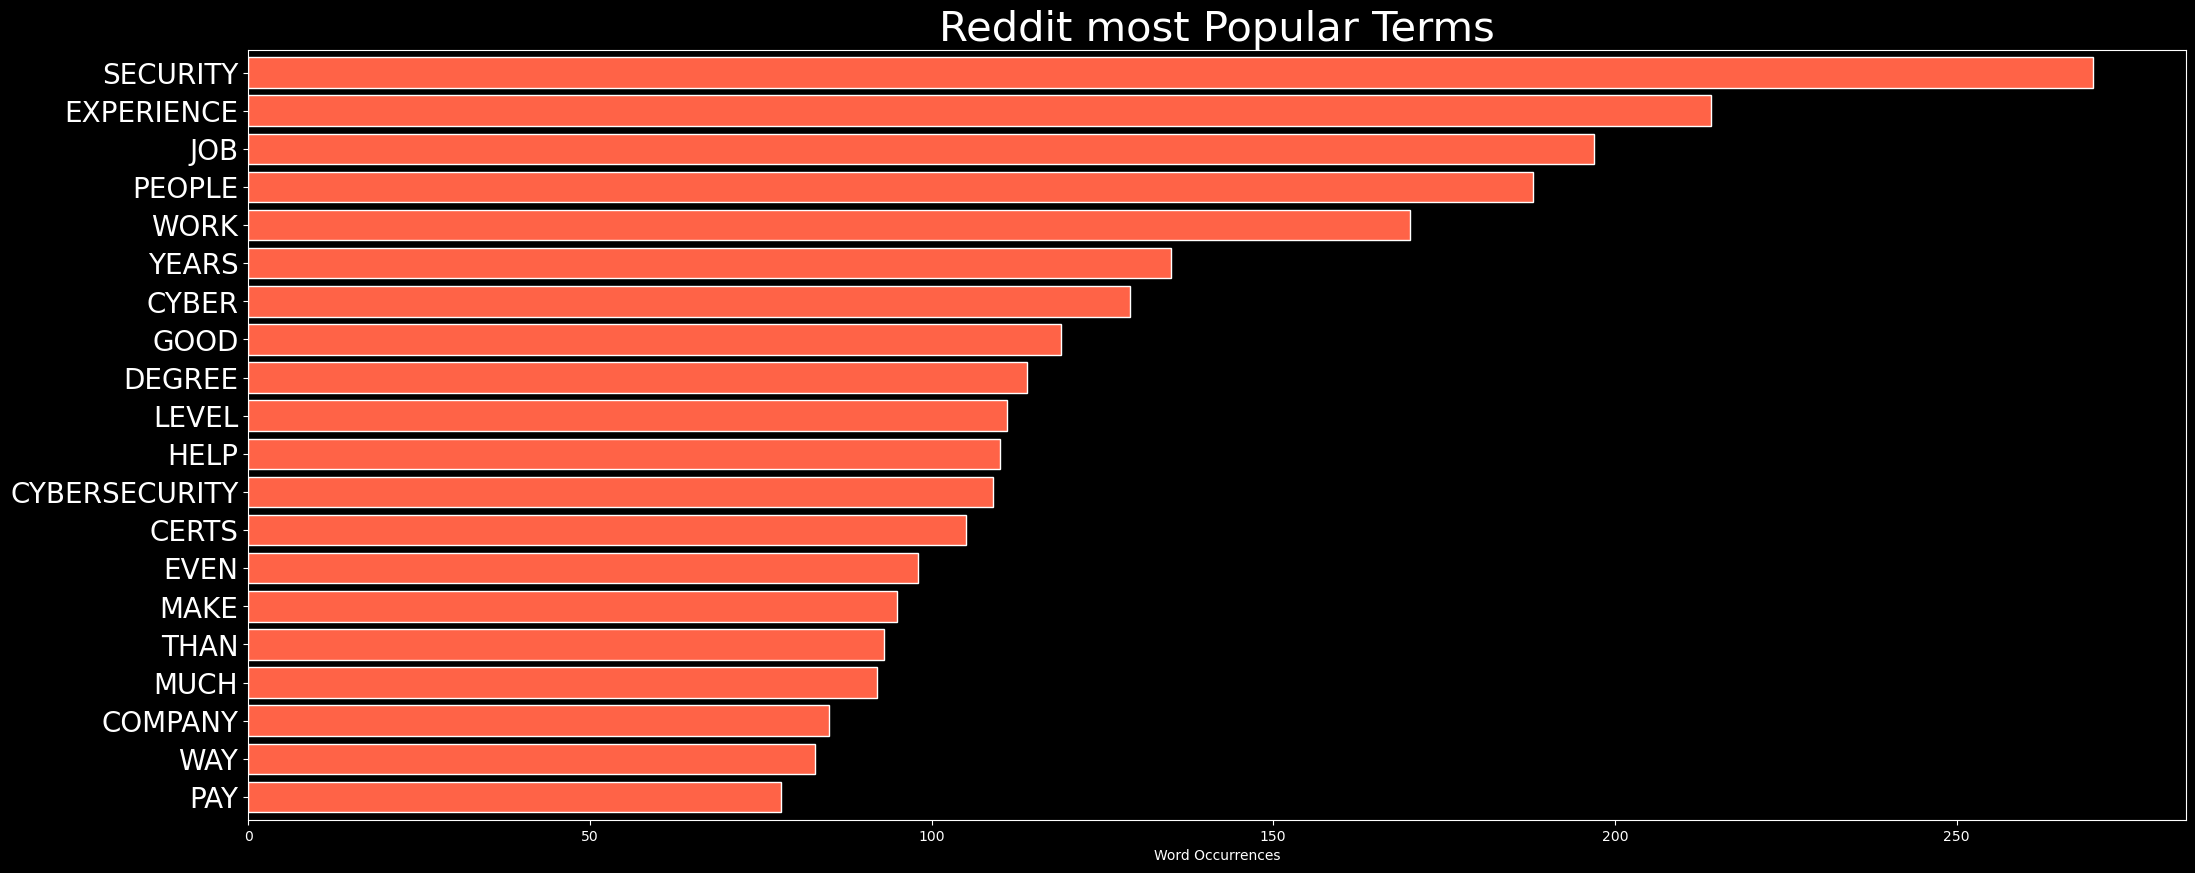 Reddit most Popular Terms
SECURITY
EXPERIENCE
JOB
PEOPLE
WORK
YEARS
CYBER
GOOD
DEGREE
LEVEL
HELP
CYBERSECURITY
CERTS
EVEN
MAKE
THAN
MUCH
COMPANY
WAY
PAY
0 50 100 150 200 250
Word Occurrences